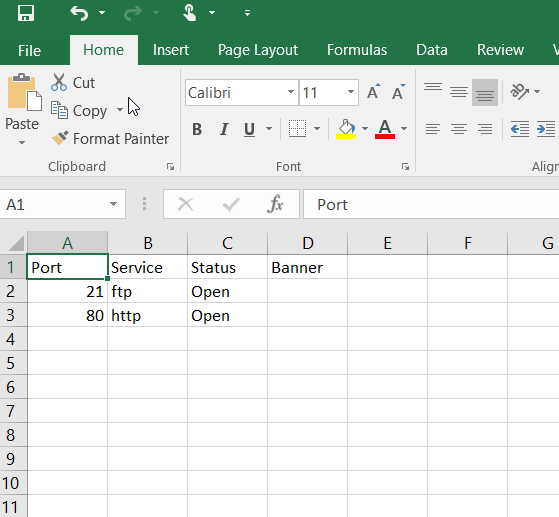 File Home Insert Page Layout Formulas Data Review V
Paste
Cut
Copy
Format Painter
Clipboard
Calibri 11 A A
B I U A
Font
Align
A1 fx Port
A B C D E F G
1 Port Service Status Banner
2 21 ftp Open
3 80 http Open
4
5
6
7
8
9
10
11